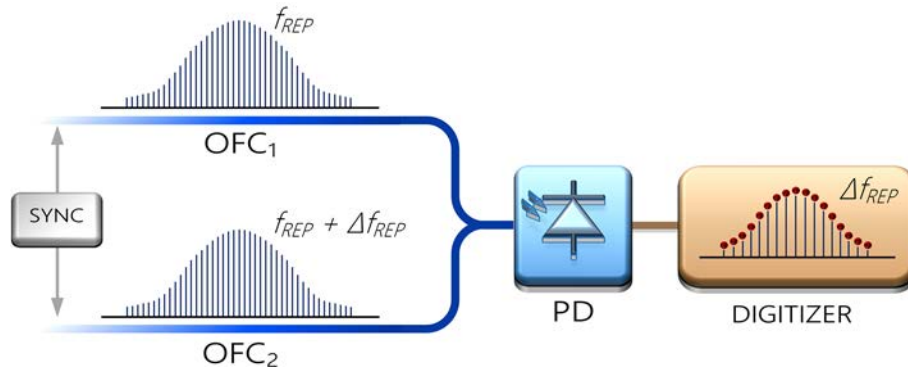 f_REP
OFC₁
SYNC
f_REP + Δf_REP
OFC₂
PD
Δf_REP
DIGITIZER